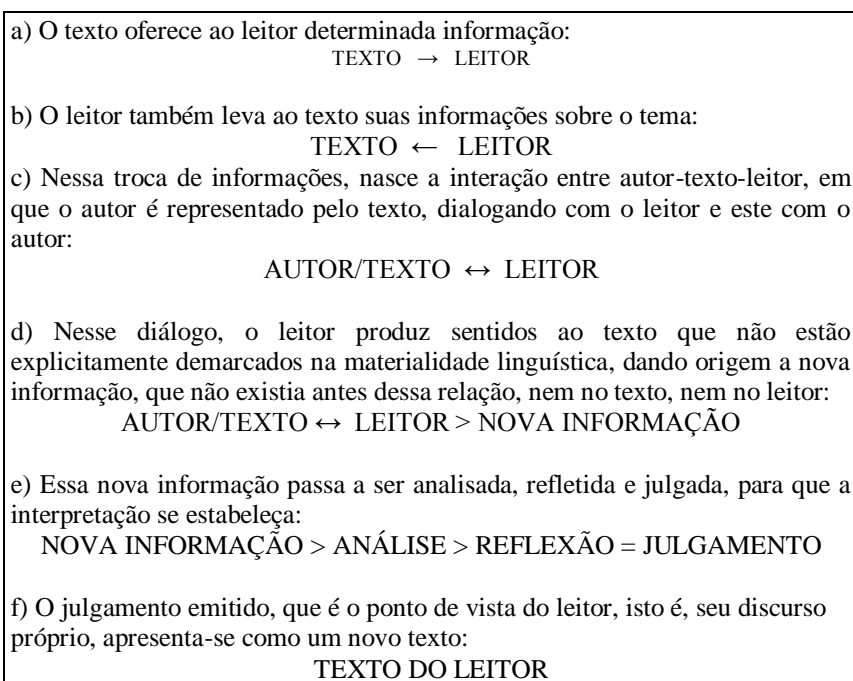 a) O texto oferece ao leitor determinada informação:
TEXTO → LEITOR
b) O leitor também leva ao texto suas informações sobre o tema:
TEXTO ← LEITOR
c) Nessa troca de informações, nasce a interação entre autor-texto-leitor, em
que o autor é representado pelo texto, dialogando com o leitor e este com o
autor:
AUTOR/TEXTO ↔ LEITOR
d) Nesse diálogo, o leitor produz sentidos ao texto que não estão
explicitamente demarcados na materialidade linguística, dando origem a nova
informação, que não existia antes dessa relação, nem no texto, nem no leitor:
AUTOR/TEXTO ↔ LEITOR > NOVA INFORMAÇÃO
e) Essa nova informação passa a ser analisada, refletida e julgada, para que a
interpretação se estabeleça:
NOVA INFORMAÇÃO > ANÁLISE > REFLEXÃO = JULGAMENTO
f) O julgamento emitido, que é o ponto de vista do leitor, isto é, seu discurso
próprio, apresenta-se como um novo texto:
TEXTO DO LEITOR